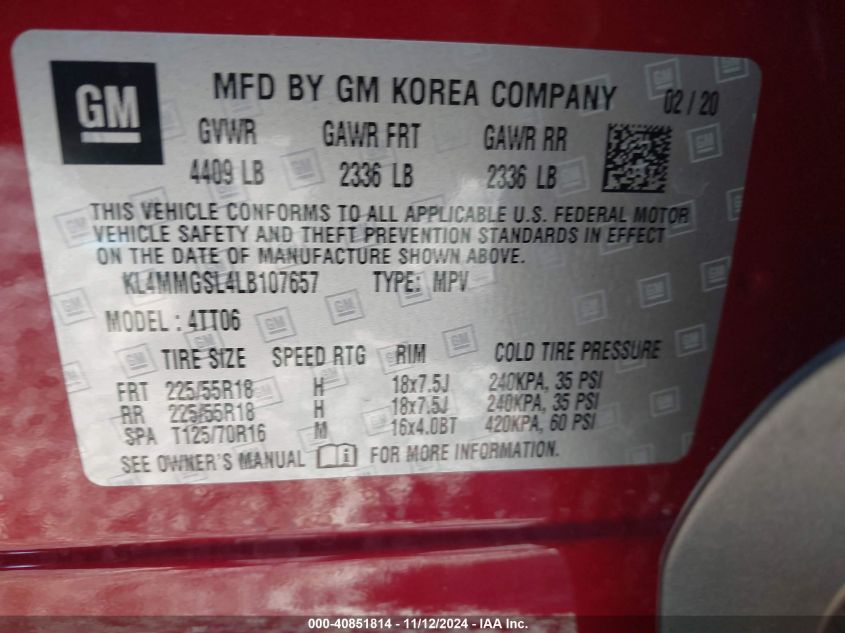 GM
MFD BY GM KOREA COMPANY 02/20
GVWR GAWR FRT GAWR RR
4409 LB 2336 LB 2336 LB
THIS VEHICLE CONFORMS TO ALL APPLICABLE U.S. FEDERAL MOTOR
VEHICLE SAFETY AND THEFT PREVENTION STANDARDS IN EFFECT
ON THE DATE OF MANUFACTURE SHOWN ABOVE.
KL4MMGSL4LB107657 TYPE: MPV
MODEL : 4TT06
TIRE SIZE SPEED RTG RIM COLD TIRE PRESSURE
FRT 225/55R18 H 18x7.5J 240KPA, 35 PSI
RR 225/55R18 H 18x7.5J 240KPA, 35 PSI
SPA T125/70R16 M 16x4.0BT 420KPA, 60 PSI
SEE OWNER'S MANUAL i FOR MORE INFORMATION.
000-40851814 - 11/12/2024 - IAA Inc.